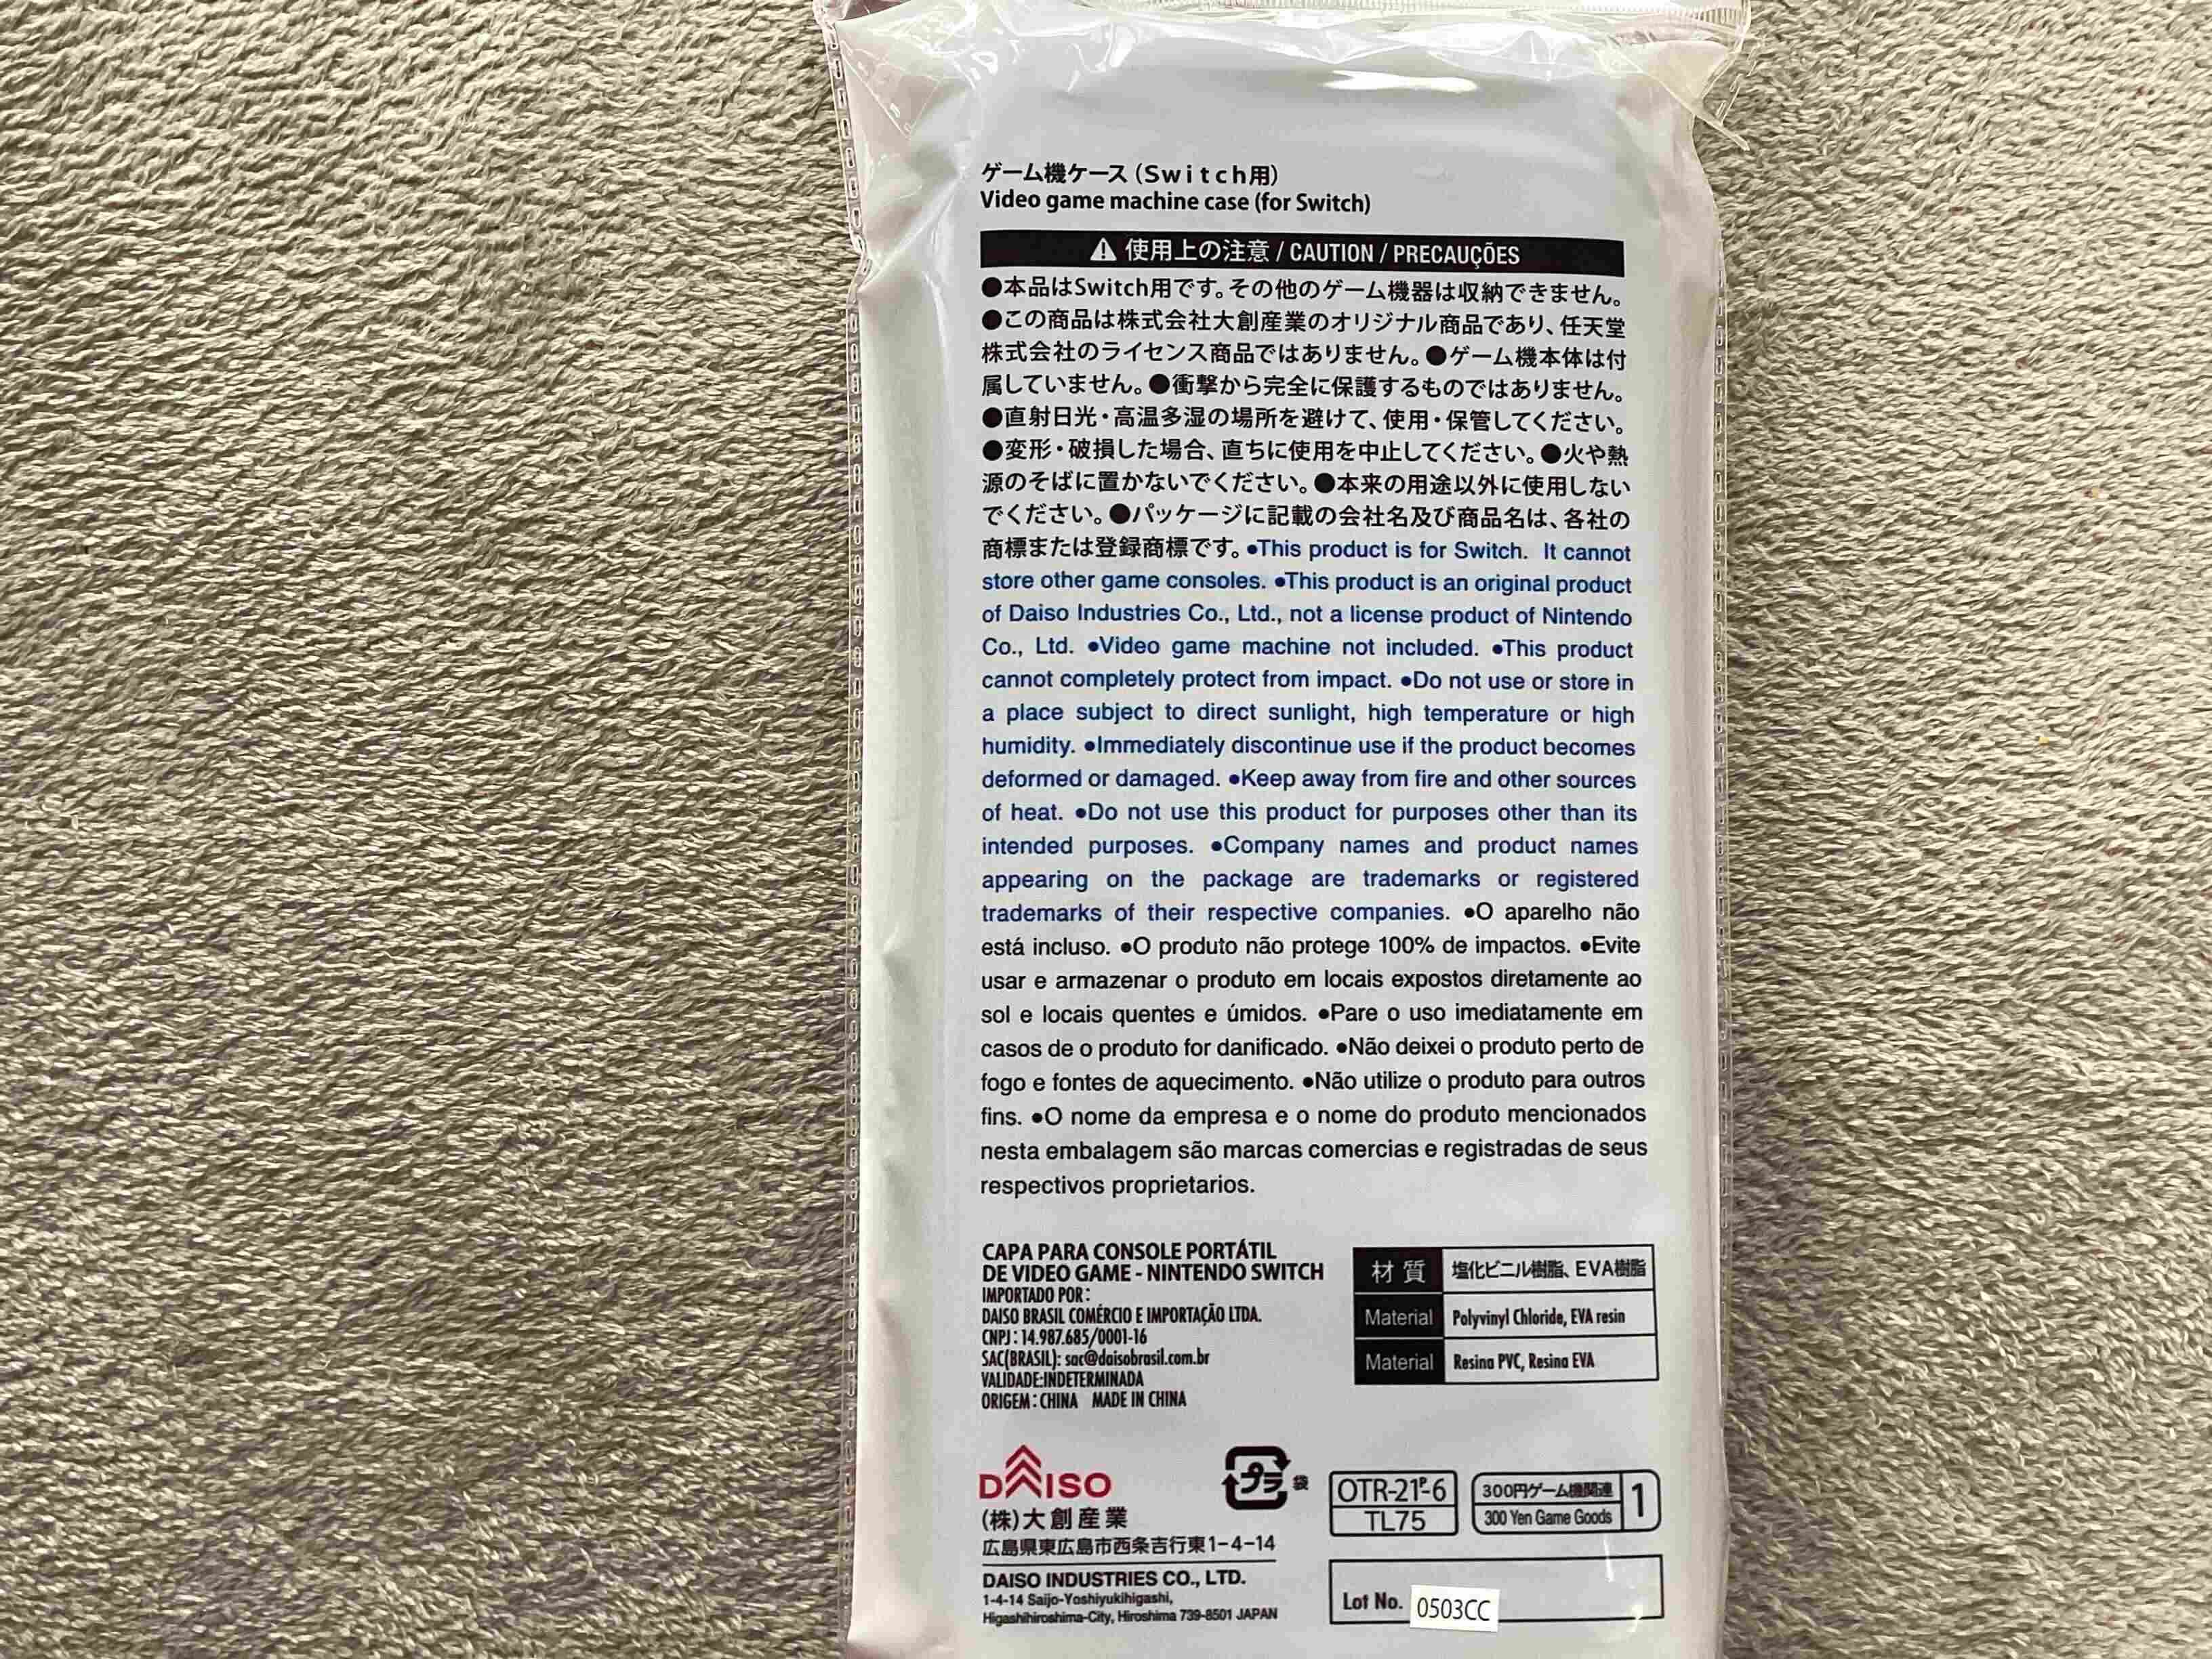 ゲーム機ケース（Switch用）
Video game machine case (for Switch)
使用上の注意 / CAUTION / PRECAUÇÕES
●本品はSwitch用です。その他のゲーム機器は収納できません。
●この商品は株式会社大創産業のオリジナル商品であり、任天堂
株式会社のライセンス商品ではありません。●ゲーム機本体は付
属していません。●衝撃から完全に保護するものではありません。
●直射日光・高温多湿の場所を避けて、使用・保管してください。
●変形・破損した場合、直ちに使用を中止してください。●火や熱
源のそばに置かないでください。●本来の用途以外に使用しない
でください。●パッケージに記載の会社名及び商品名は、各社の
商標または登録商標です。●This product is for Switch. It cannot
store other game consoles. ●This product is an original product
of Daiso Industries Co., Ltd., not a license product of Nintendo
Co., Ltd. ●Video game machine not included. ●This product
cannot completely protect from impact. ●Do not use or store in
a place subject to direct sunlight, high temperature or high
humidity. ●Immediately discontinue use if the product becomes
deformed or damaged. ●Keep away from fire and other sources
of heat. ●Do not use this product for purposes other than its
intended purposes. ●Company names and product names
appearing on the package are trademarks or registered
trademarks of their respective companies. ●O aparelho não
está incluso. ●O produto não protege 100% de impactos. ●Evite
usar e armazenar o produto em locais expostos diretamente ao
sol e locais quentes e úmidos. ●Pare o uso imediatamente em
casos de o produto for danificado. ●Não deixei o produto perto de
fogo e fontes de aquecimento. ●Não utilize o produto para outros
fins. ●O nome da empresa e o nome do produto mencionados
nesta embalagem são marcas comercias e registradas de seus
respectivos proprietarios.
CAPA PARA CONSOLE PORTÁTIL
DE VIDEO GAME - NINTENDO SWITCH
IMPORTADO POR:
DAISO BRASIL COMÉRCIO E IMPORTAÇÃO LTDA.
CNPJ: 14.987.685/0001-16
SAC(BRASIL): sac@daisobrasil.com.br
VALIDADE:INDETERMINADA
ORIGEM: CHINA MADE IN CHINA
材質 塩化ビニル樹脂、EVA樹脂
Material Polyvinyl Chloride, EVA resin
Material Resina PVC, Resina EVA
DAISO
(株)大創産業
広島県東広島市西条吉行東1-4-14
DAISO INDUSTRIES CO., LTD.
1-4-14 Saijo-Yoshiyukihigashi,
Higashihiroshima-City, Hiroshima 739-8501 JAPAN
プラ 袋
OTR-21P-6
TL75
300円ゲーム機関連
300 Yen Game Goods
1
Lot No. 0503CC